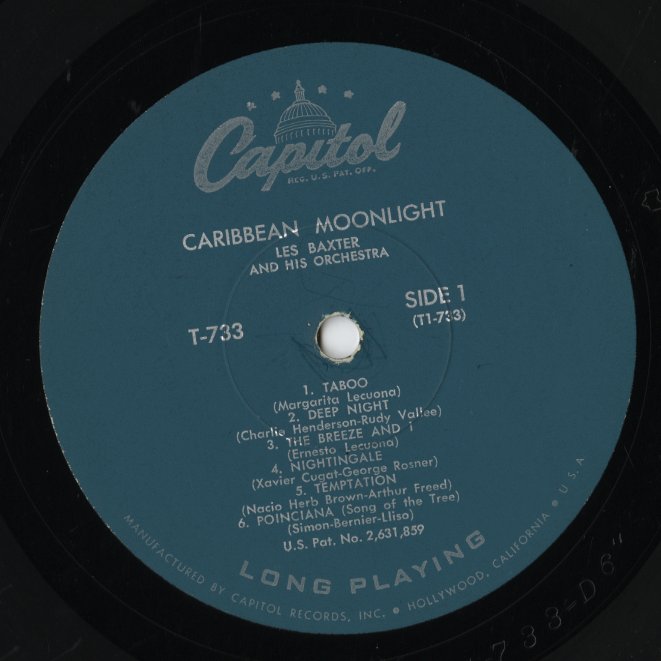 Capitol
REG. U.S. PAT. OFF.
CARIBBEAN MOONLIGHT
LES BAXTER
AND HIS ORCHESTRA
T-733
SIDE 1
(T1-733)
1. TABOO
(Margarita Lecuona)
2. DEEP NIGHT
(Charlie Henderson-Rudy Vallee)
3. THE BREEZE AND i
(Ernesto Lecuona)
4. NIGHTINGALE
(Xavier Cugat-George Rosner)
5. TEMPTATION
(Nacio Herb Brown-Arthur Freed)
6. POINCIANA (Song of the Tree)
(Simon-Bernier-Lliso)
U.S. Pat. No. 2,631,859
LONG PLAYING
MANUFACTURED BY CAPITOL RECORDS, INC. • HOLLYWOOD, CALIFORNIA • U.S.A
733-D6"